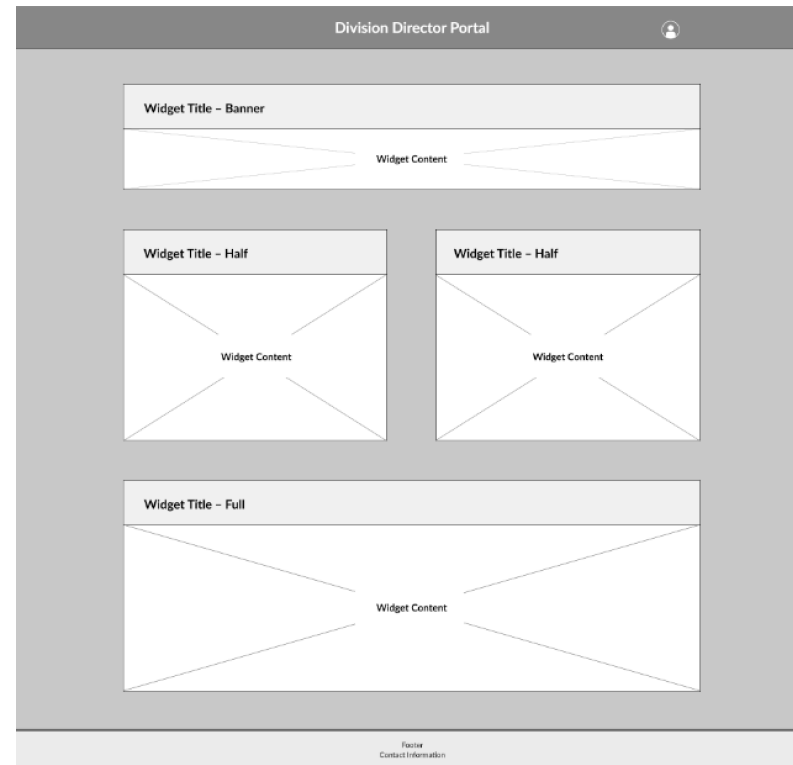 Division Director Portal
Widget Title – Banner
Widget Content
Widget Title – Half
Widget Title – Half
Widget Content
Widget Content
Widget Title – Full
Widget Content
Footer
Contact Information